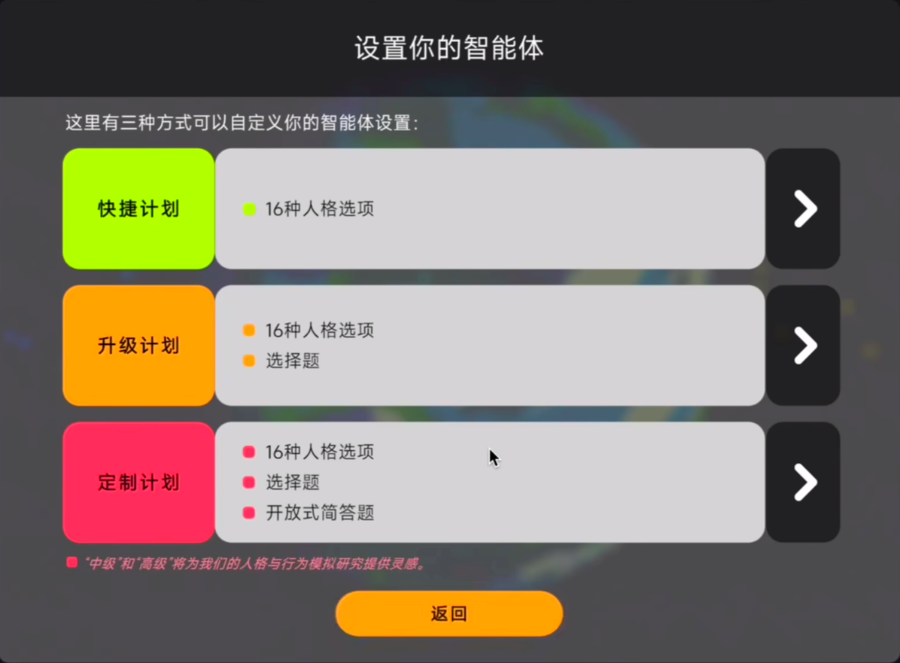 设置你的智能体
这里有三种方式可以自定义你的智能体设置：
快捷计划
16种人格选项
升级计划
16种人格选项
选择题
定制计划
16种人格选项
选择题
开放式简答题
“中级”和“高级”将为我们的人格与行为模拟研究提供灵感。
返回